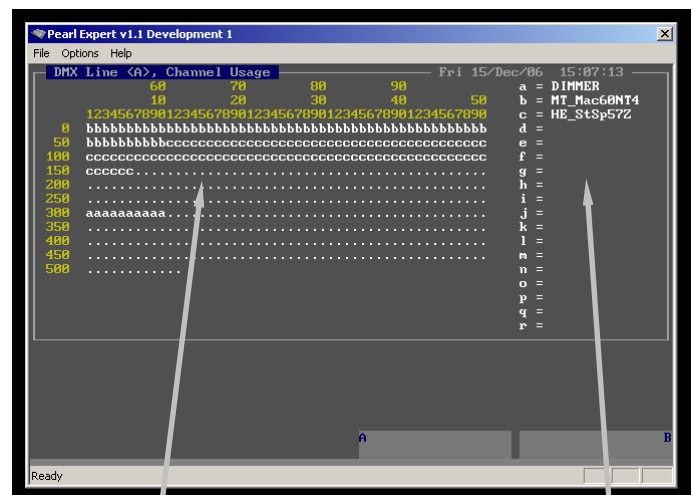 Pearl Expert v1.1 Development 1
File Options Help
DMX Line <A>, Channel Usage Fri 15/Dec/06 15:07:13
60 70 80 90 a = DIMMER
10 20 30 40 50 b = MT_Mac60NT4
12345678901234567890123456789012345678901234567890 c = HE_StSp57Z
0 bbbbbbbbbbbbbbbbbbbbbbbbbbbbbbbbbbbbbbbbbbbbbbbbbb d =
50 bbbbbbbbbbcccccccccccccccccccccccccccccccccccccccc e =
100 cccccccccccccccccccccccccccccccccccccccccccccccccc f =
150 cccccc............................................ g =
200 .................................................. h =
250 .................................................. i =
300 aaaaaaaaaa........................................ j =
350 .................................................. k =
400 .................................................. l =
450 .................................................. m =
500 ............ n =
o =
p =
q =
r =
A B
Ready